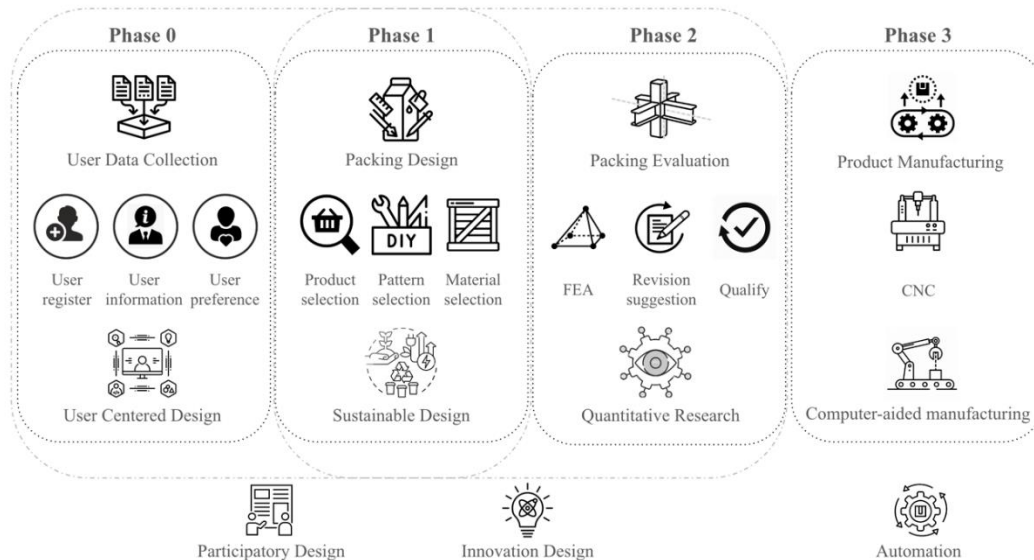 Phase 0
Phase 1
Phase 2
Phase 3
User Data Collection
Packing Design
Packing Evaluation
Product Manufacturing
DIY
User
register
User
information
User
preference
Product
selection
Pattern
selection
Material
selection
FEA
Revision
suggestion
Qualify
CNC
User Centered Design
Sustainable Design
Quantitative Research
Computer-aided manufacturing
Participatory Design
Innovation Design
Automation